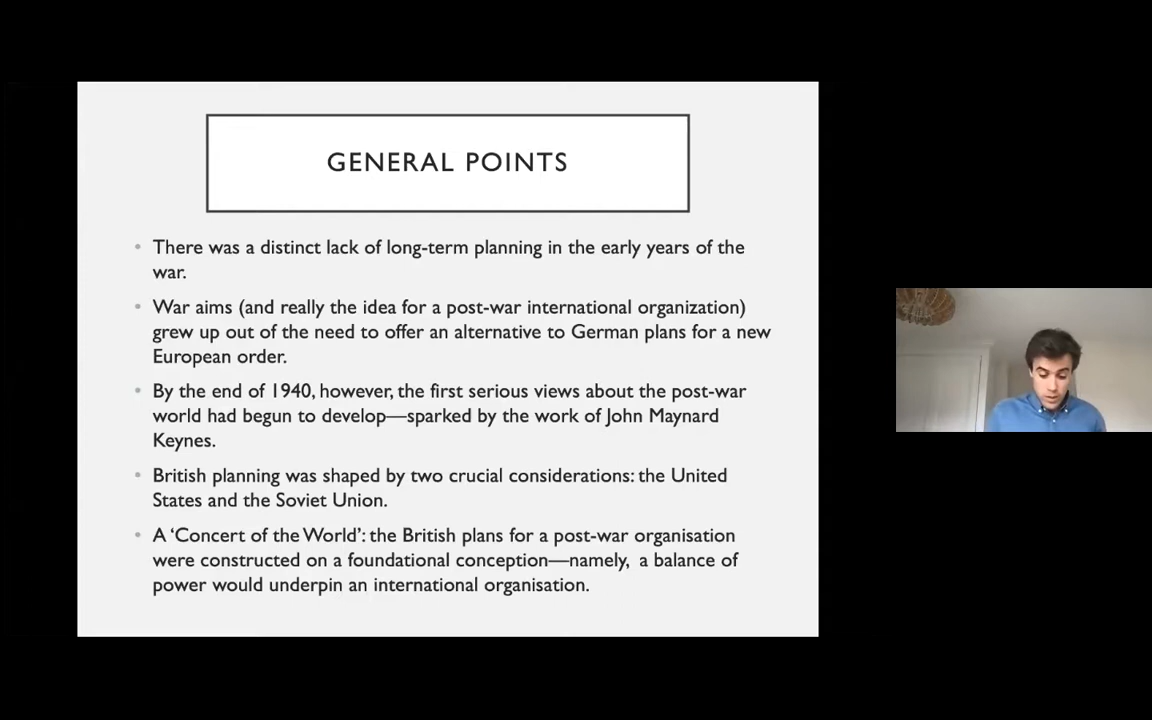 GENERAL POINTS
• There was a distinct lack of long-term planning in the early years of the
war.
• War aims (and really the idea for a post-war international organization)
grew up out of the need to offer an alternative to German plans for a new
European order.
• By the end of 1940, however, the first serious views about the post-war
world had begun to develop—sparked by the work of John Maynard
Keynes.
• British planning was shaped by two crucial considerations: the United
States and the Soviet Union.
• A ‘Concert of the World’: the British plans for a post-war organisation
were constructed on a foundational conception—namely, a balance of
power would underpin an international organisation.